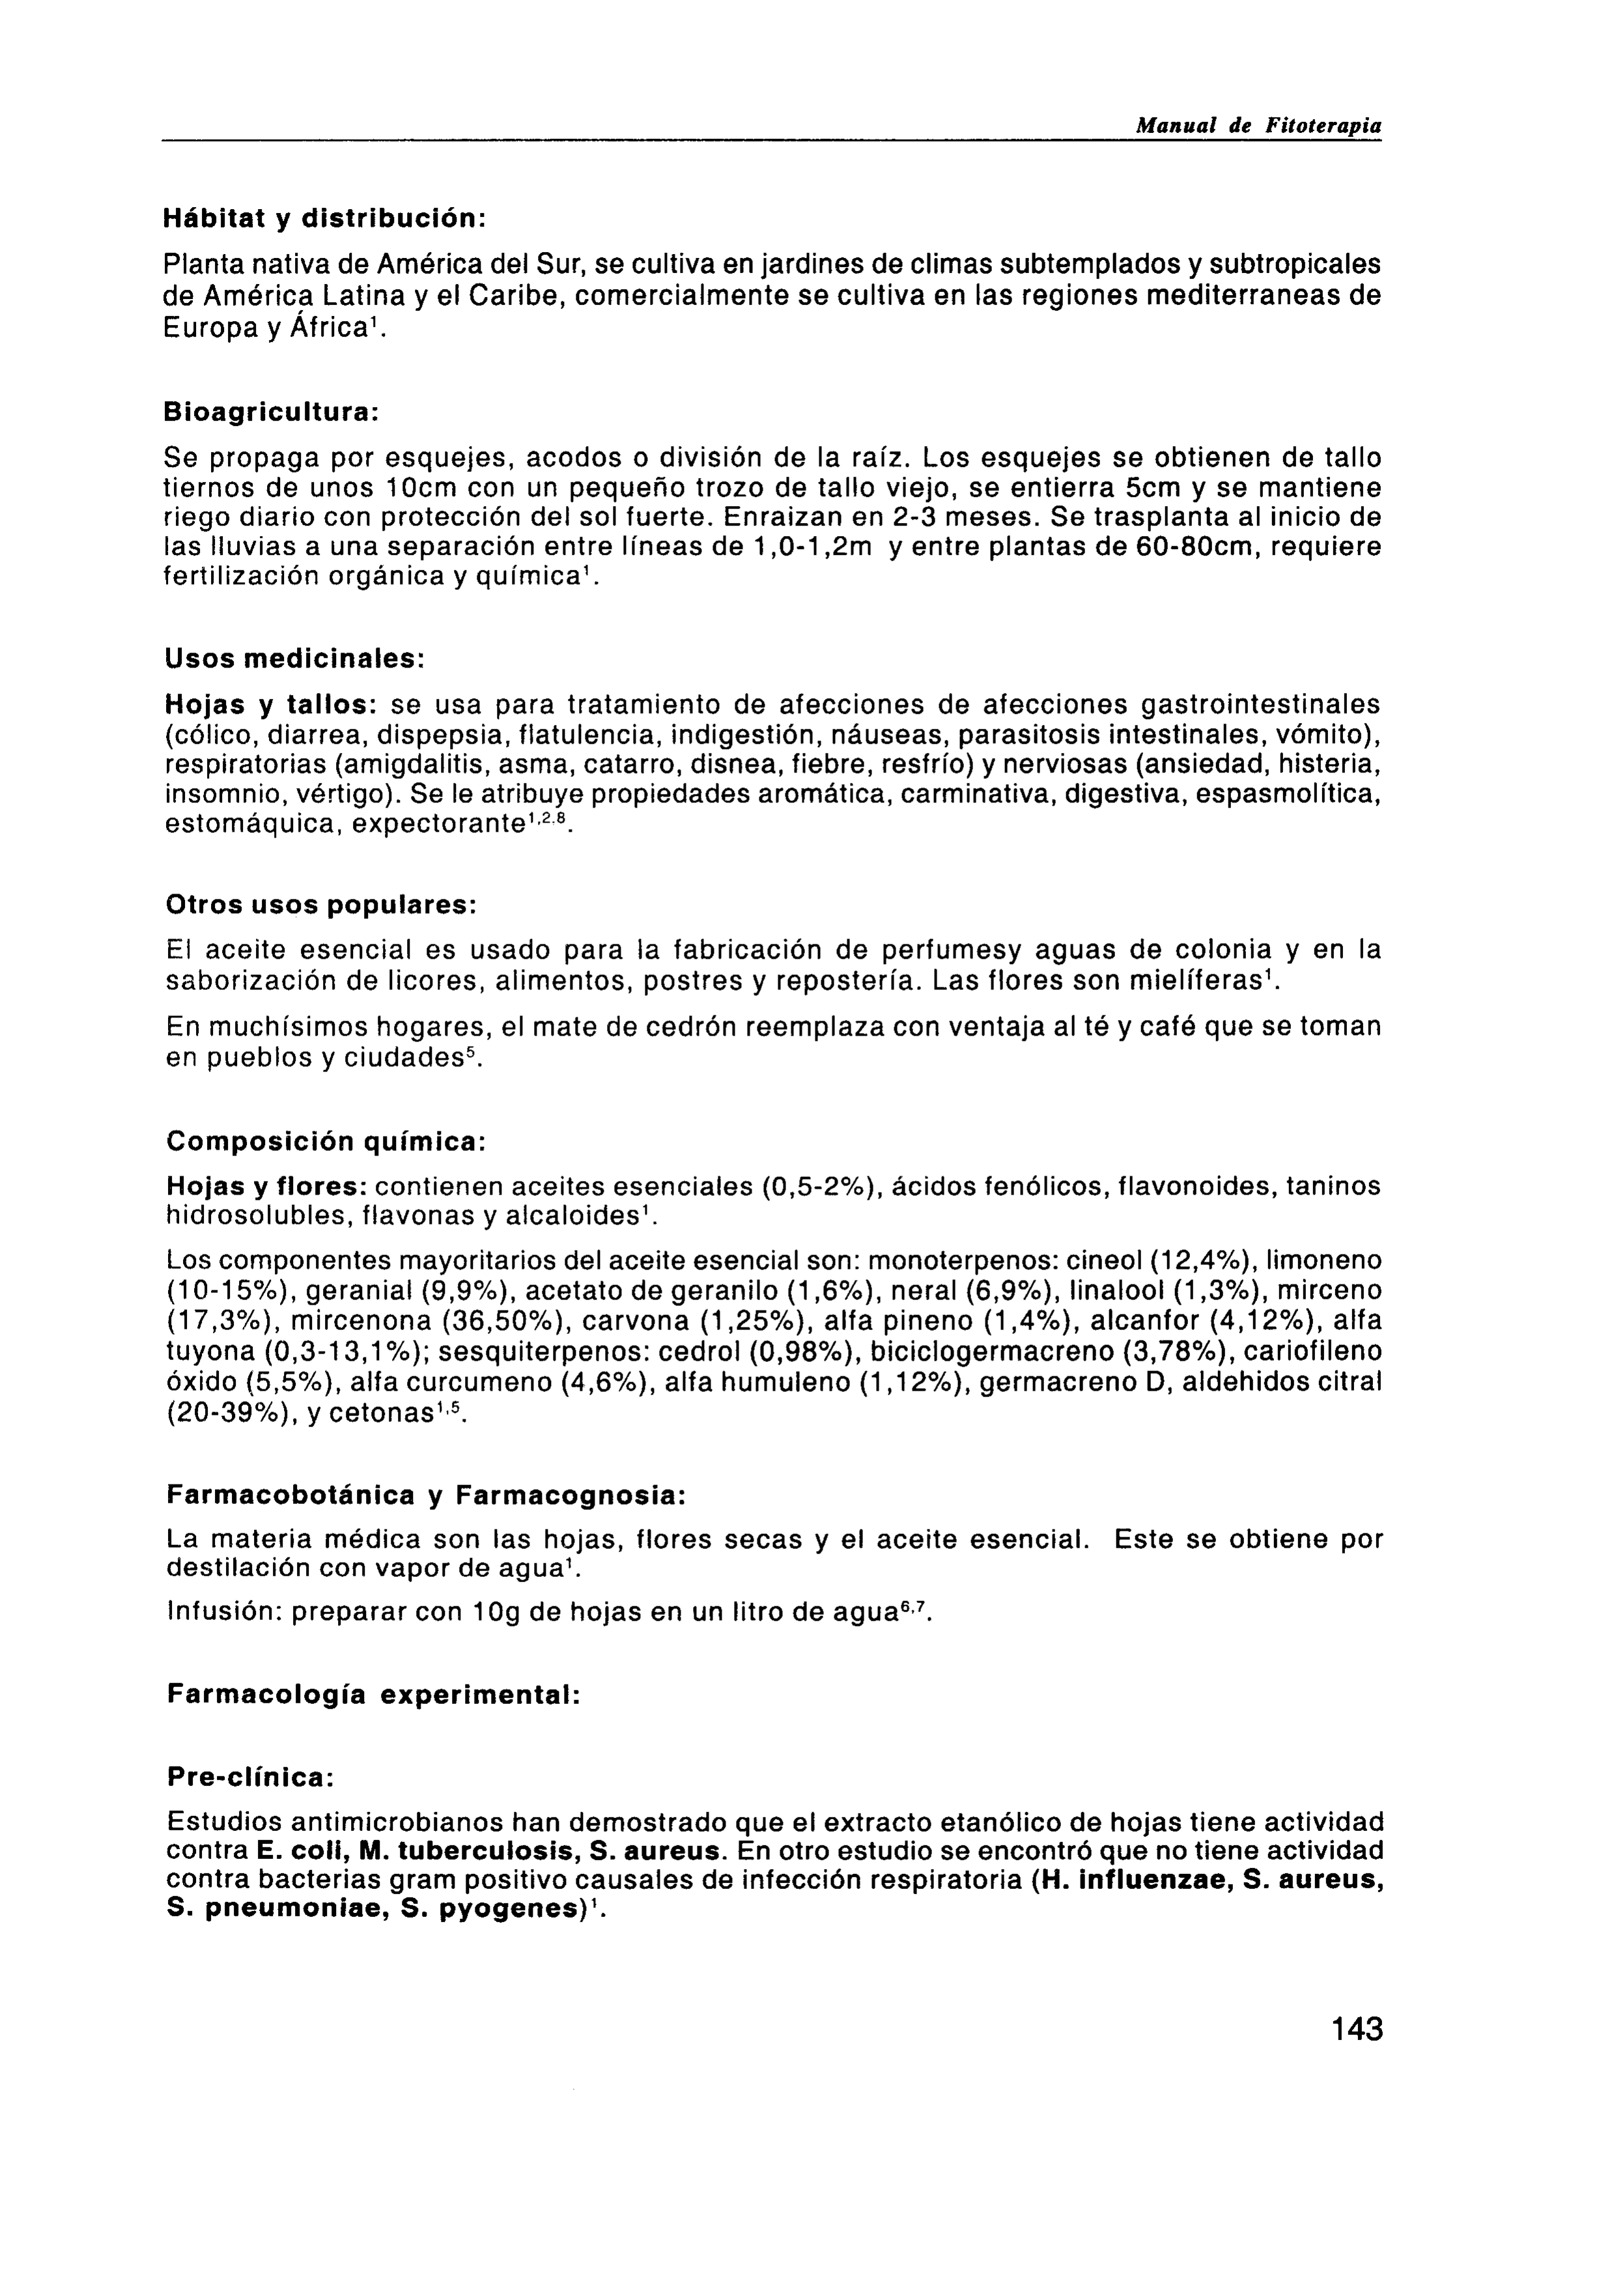 Manual de Fitoterapia
Hábitat y distribución:
Planta nativa de América del Sur, se cultiva en jardines de climas subtemplados y subtropicales
de América Latina y el Caribe, comercialmente se cultiva en las regiones mediterraneas de
Europa y África¹.
Bioagricultura:
Se propaga por esquejes, acodos o división de la raíz. Los esquejes se obtienen de tallo
tiernos de unos 10cm con un pequeño trozo de tallo viejo, se entierra 5cm y se mantiene
riego diario con protección del sol fuerte. Enraizan en 2-3 meses. Se trasplanta al inicio de
las lluvias a una separación entre líneas de 1,0-1,2m y entre plantas de 60-80cm, requiere
fertilización orgánica y química¹.
Usos medicinales:
Hojas y tallos: se usa para tratamiento de afecciones de afecciones gastrointestinales
(cólico, diarrea, dispepsia, flatulencia, indigestión, náuseas, parasitosis intestinales, vómito),
respiratorias (amigdalitis, asma, catarro, disnea, fiebre, resfrío) y nerviosas (ansiedad, histeria,
insomnio, vértigo). Se le atribuye propiedades aromática, carminativa, digestiva, espasmolítica,
estomáquica, expectorante¹,².⁸.
Otros usos populares:
El aceite esencial es usado para la fabricación de perfumesy aguas de colonia y en la
saborización de licores, alimentos, postres y repostería. Las flores son mielíferas¹.
En muchísimos hogares, el mate de cedrón reemplaza con ventaja al té y café que se toman
en pueblos y ciudades⁵.
Composición química:
Hojas y flores: contienen aceites esenciales (0,5-2%), ácidos fenólicos, flavonoides, taninos
hidrosolubles, flavonas y alcaloides¹.
Los componentes mayoritarios del aceite esencial son: monoterpenos: cineol (12,4%), limoneno
(10-15%), geranial (9,9%), acetato de geranilo (1,6%), neral (6,9%), linalool (1,3%), mirceno
(17,3%), mircenona (36,50%), carvona (1,25%), alfa pineno (1,4%), alcanfor (4,12%), alfa
tuyona (0,3-13,1%); sesquiterpenos: cedrol (0,98%), biciclogermacreno (3,78%), cariofileno
óxido (5,5%), alfa curcumeno (4,6%), alfa humuleno (1,12%), germacreno D, aldehidos citral
(20-39%), y cetonas¹,⁵.
Farmacobotánica y Farmacognosia:
La materia médica son las hojas, flores secas y el aceite esencial. Este se obtiene por
destilación con vapor de agua¹.
Infusión: preparar con 10g de hojas en un litro de agua⁶,⁷.
Farmacología experimental:
Pre-clínica:
Estudios antimicrobianos han demostrado que el extracto etanólico de hojas tiene actividad
contra E. coli, M. tuberculosis, S. aureus. En otro estudio se encontró que no tiene actividad
contra bacterias gram positivo causales de infección respiratoria (H. influenzae, S. aureus,
S. pneumoniae, S. pyogenes)¹.
143